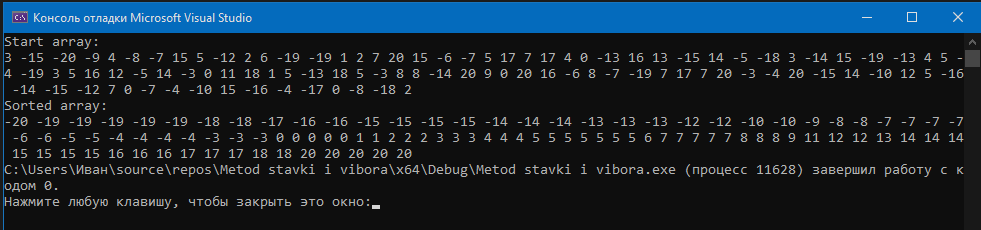 Консоль отладки Microsoft Visual Studio
Start array:
3 -15 -20 -9 4 -8 -7 15 5 -12 2 6 -19 -19 1 2 7 20 15 -6 -7 5 17 7 17 4 0 -13 16 13 -15 14 -5 -18 3 -14 15 -19 -13 4 5 -
4 -19 3 5 16 12 -5 14 -3 0 11 18 1 5 -13 18 5 -3 8 8 -14 20 9 0 20 16 -6 8 -7 -19 7 17 7 20 -3 -4 20 -15 14 -10 12 5 -16
-14 -15 -12 7 0 -7 -4 -10 15 -16 -4 -17 0 -8 -18 2
Sorted array:
-20 -19 -19 -19 -19 -19 -18 -18 -17 -16 -16 -15 -15 -15 -15 -14 -14 -14 -13 -13 -13 -12 -12 -10 -10 -9 -8 -8 -7 -7 -7 -7
-6 -6 -5 -5 -4 -4 -4 -4 -3 -3 -3 0 0 0 0 0 1 1 2 2 2 3 3 3 4 4 4 5 5 5 5 5 5 5 6 7 7 7 7 7 8 8 8 9 11 12 12 13 14 14 14
15 15 15 15 16 16 16 17 17 17 18 18 20 20 20 20 20
C:\Users\Иван\source\repos\Metod stavki i vibora\x64\Debug\Metod stavki i vibora.exe (процесс 11628) завершил работу с к
одом 0.
Нажмите любую клавишу, чтобы закрыть это окно: